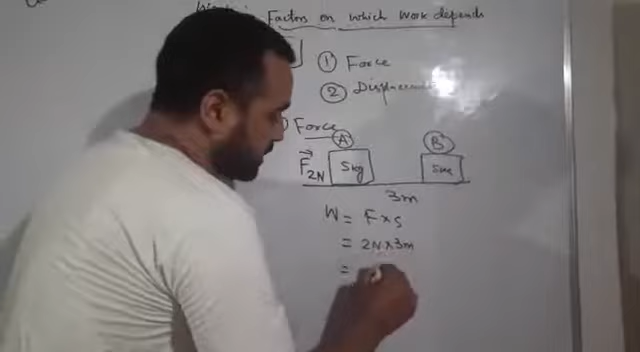 Factors on which Work depends
① Force
② Displacement
Force
A B
F 2N 5kg 5kg
3m
W = F x S
= 2N x 3m
=